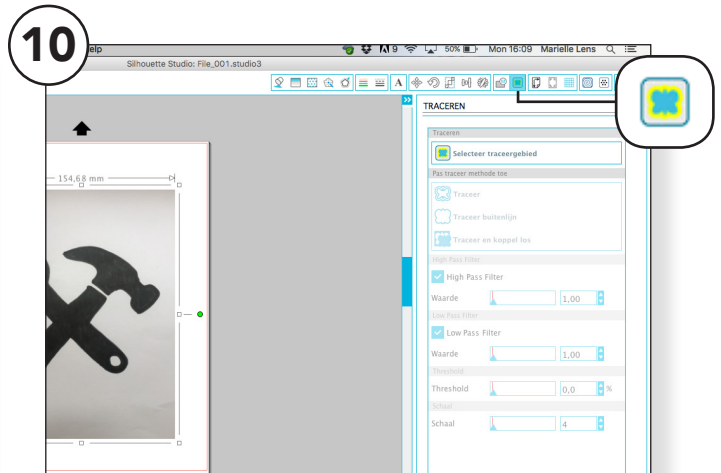 10
elp
9
50%
Mon 16:09 Marielle Lens
Silhouette Studio: File_001.studio3
A
TRACEREN
Traceren
Selecteer traceergebied
Pas traceer methode toe
Traceer
Traceer buitenlijn
Traceer en koppel los
High Pass Filter
High Pass Filter
Waarde 1,00
Low Pass Filter
Low Pass Filter
Waarde 1,00
Threshold
Threshold 0,0 %
Schaal
Schaal 4
154,68 mm